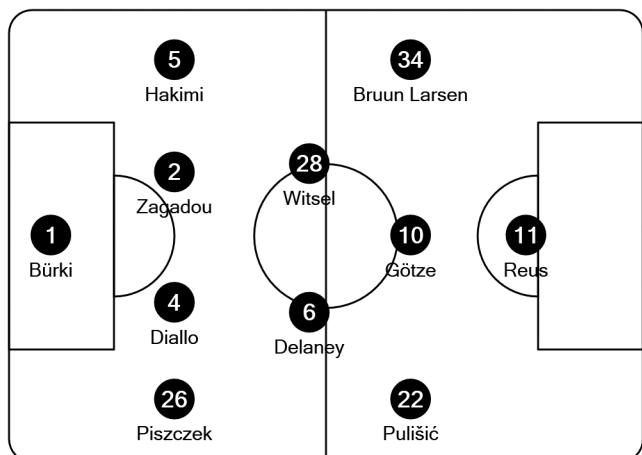 5
Hakimi
34
Bruun Larsen
2
Zagadou
28
Witsel
1
Bürki
10
Götze
11
Reus
4
Diallo
6
Delaney
26
Piszczek
22
Pulišić